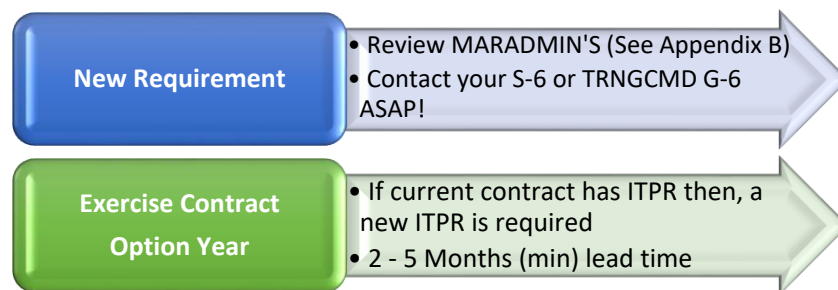 New Requirement
• Review MARADMIN'S (See Appendix B)
• Contact your S-6 or TRNGCMD G-6
ASAP!
Exercise Contract
Option Year
• If current contract has ITPR then, a
new ITPR is required
• 2 - 5 Months (min) lead time